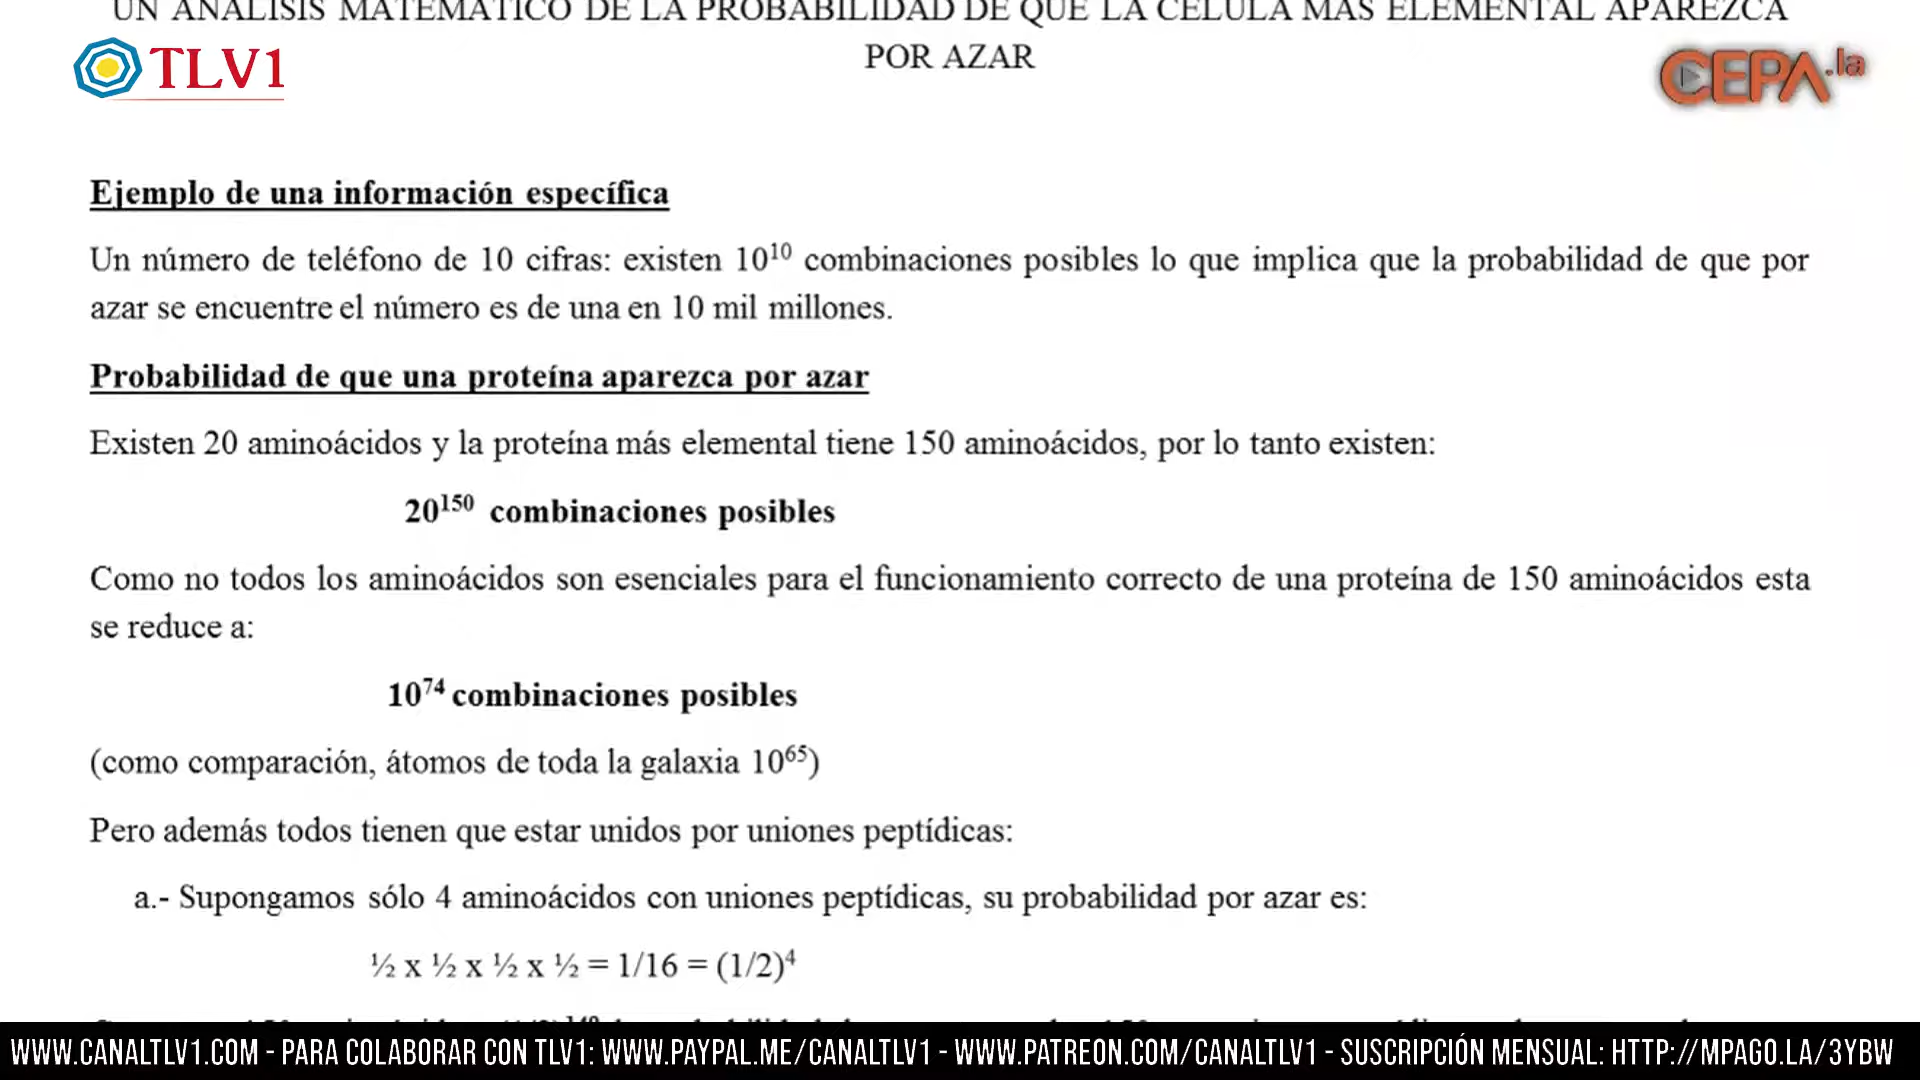 UN ANÁLISIS MATEMÁTICO DE LA PROBABILIDAD DE QUE LA CÉLULA MÁS ELEMENTAL APAREZCA
POR AZAR
TLV1
CEPA.la
Ejemplo de una información específica
Un número de teléfono de 10 cifras: existen 10¹⁰ combinaciones posibles lo que implica que la probabilidad de que por
azar se encuentre el número es de una en 10 mil millones.
Probabilidad de que una proteína aparezca por azar
Existen 20 aminoácidos y la proteína más elemental tiene 150 aminoácidos, por lo tanto existen:
20¹⁵⁰ combinaciones posibles
Como no todos los aminoácidos son esenciales para el funcionamiento correcto de una proteína de 150 aminoácidos esta
se reduce a:
10⁷⁴ combinaciones posibles
(como comparación, átomos de toda la galaxia 10⁶⁵)
Pero además todos tienen que estar unidos por uniones peptídicas:
a.- Supongamos sólo 4 aminoácidos con uniones peptídicas, su probabilidad por azar es:
½ x ½ x ½ x ½ = 1/16 = (1/2)⁴
WWW.CANALTLV1.COM - PARA COLABORAR CON TLV1: WWW.PAYPAL.ME/CANALTLV1 - WWW.PATREON.COM/CANALTLV1 - SUSCRIPCIÓN MENSUAL: HTTP://MPAGO.LA/3YBW